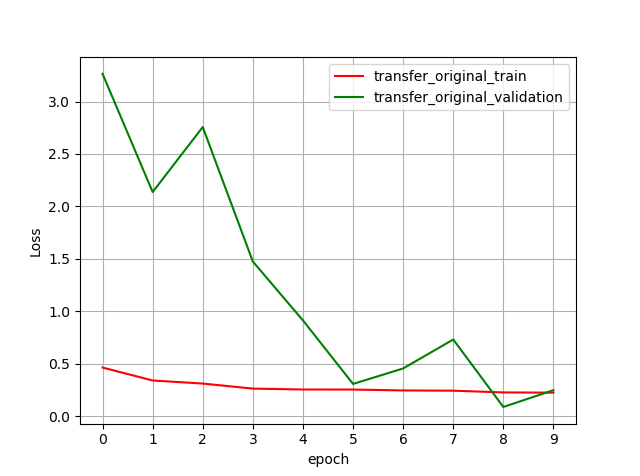 transfer_original_train
transfer_original_validation
3.0
2.5
2.0
1.5
1.0
0.5
0.0
Loss
0 1 2 3 4 5 6 7 8 9
epoch